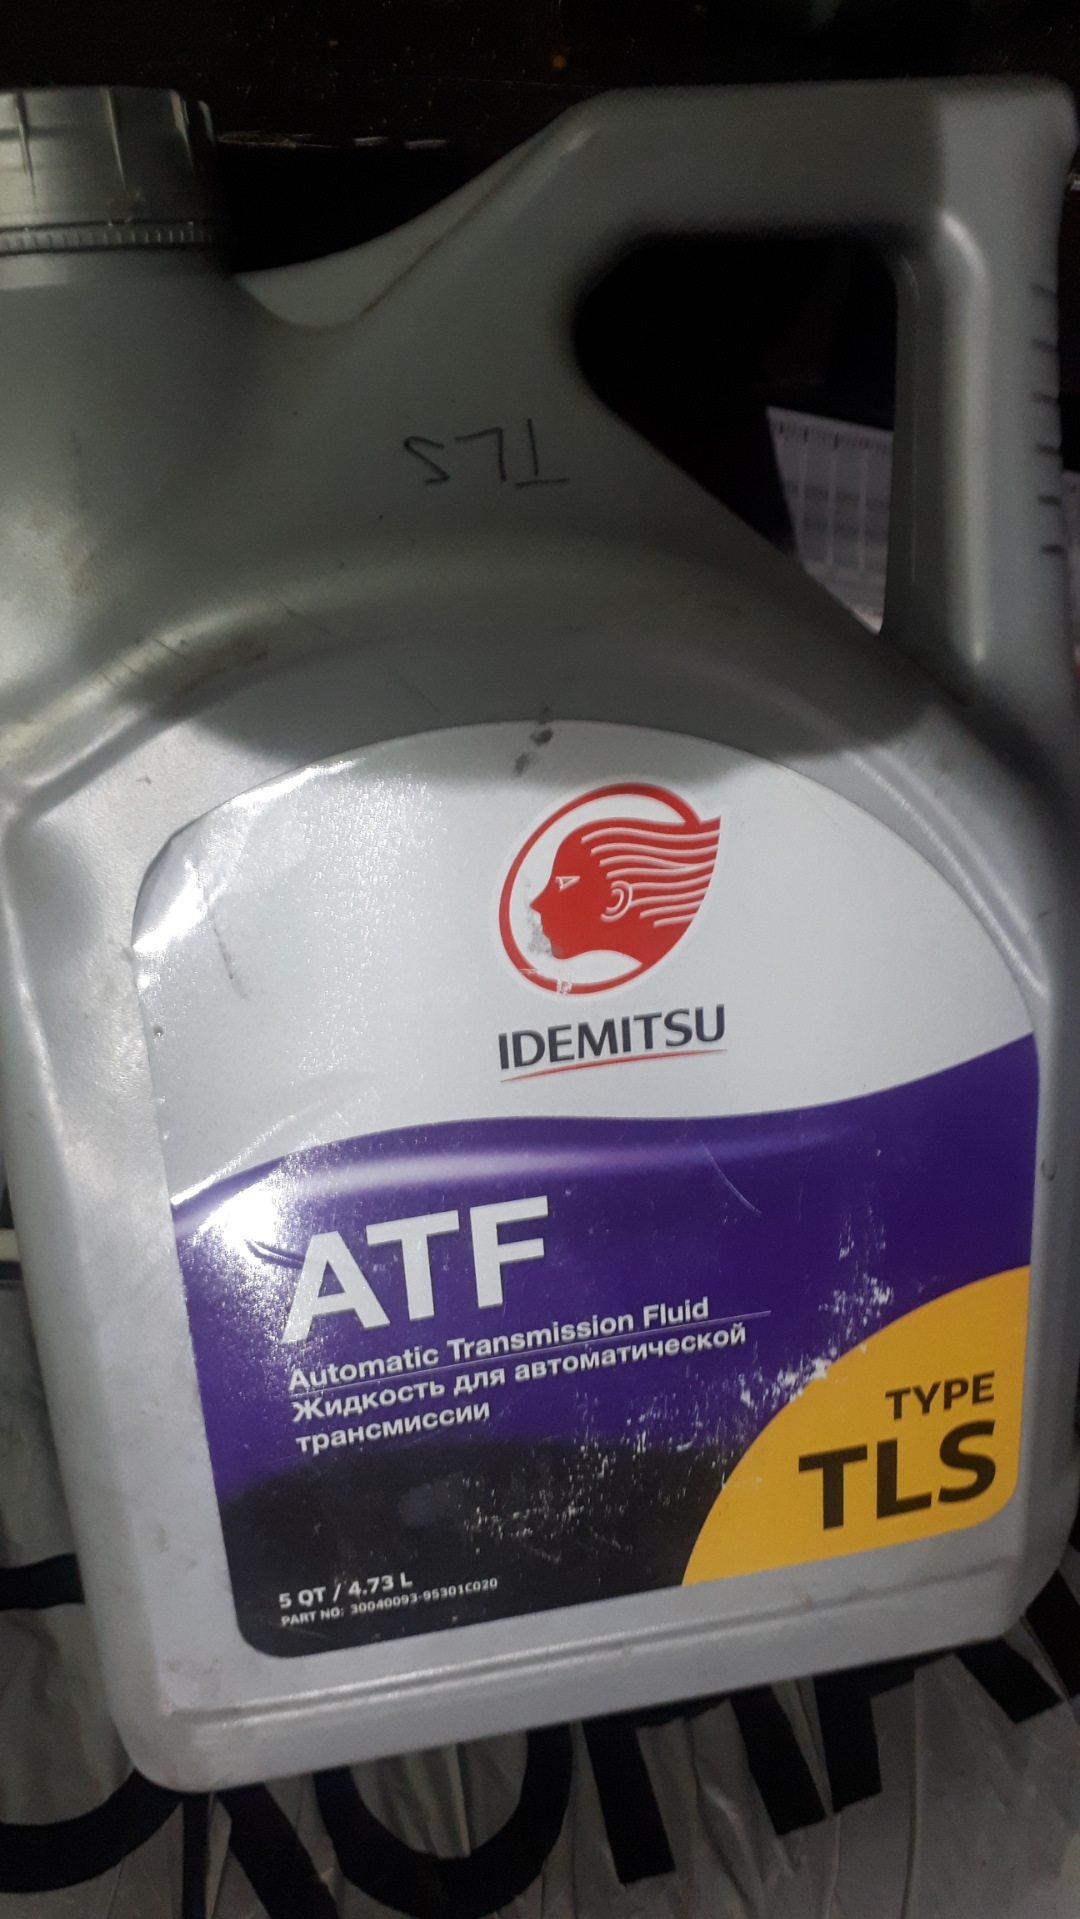 TLS
IDEMITSU
ATF
Automatic Transmission Fluid
Жидкость для автоматической
трансмиссии
TYPE
TLS
5 QT / 4.73 L
PART NO: 30040093-95301C020